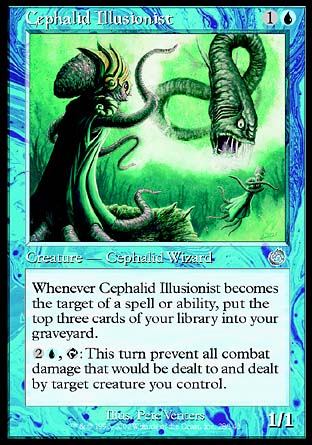 Cephalid Illusionist 1
Creature — Cephalid Wizard
Whenever Cephalid Illusionist becomes
the target of a spell or ability, put the
top three cards of your library into your
graveyard.
2 , : This turn prevent all combat
damage that would be dealt to and dealt
by target creature you control.
Illus. Pete Venters
1/1